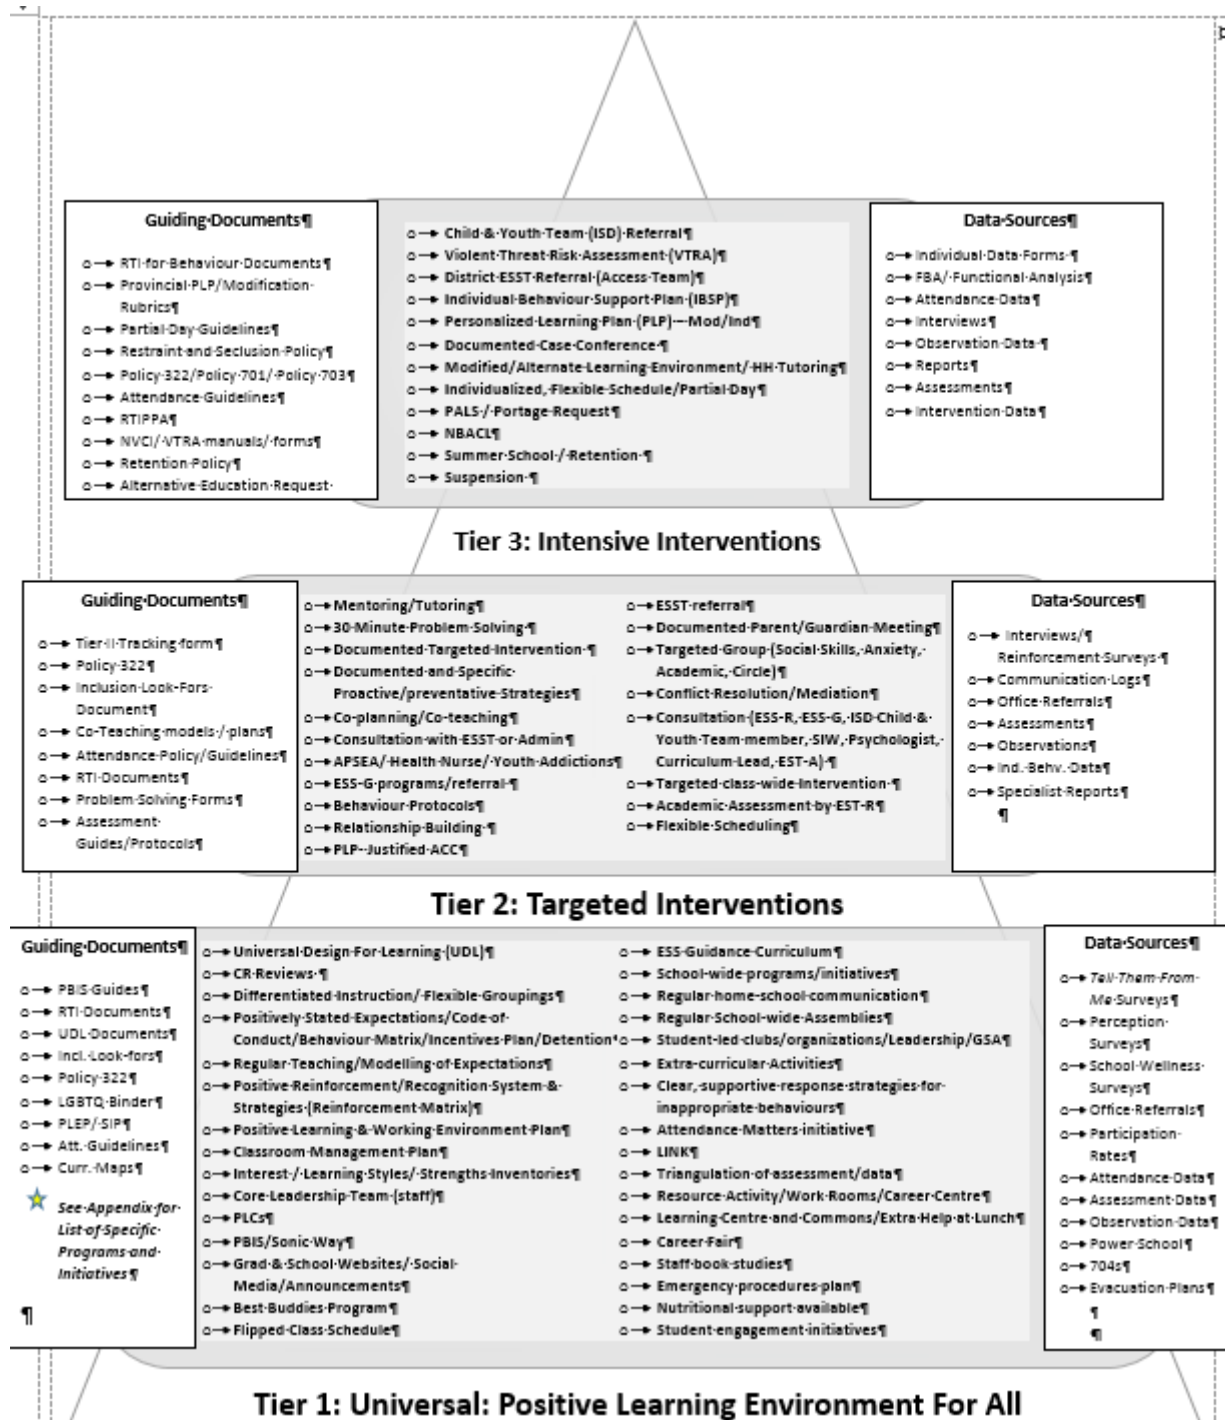 Guiding Documents
RTI for Behaviour Documents
Provincial PLP/Modification
Rubrics
Partial Day Guidelines
Restraint and Seclusion Policy
Policy 322/Policy 701/ Policy 703
Attendance Guidelines
RTIPPA
NVCI/ VTRA manuals/ forms
Retention Policy
Alternative Education Request
Child & Youth Team (ISD) Referral
Violent Threat Risk Assessment (VTRA)
District ESST Referral (Access Team)
Individual Behaviour Support Plan (IBSP)
Personalized Learning Plan (PLP) – Mod/Ind
Documented Case Conference
Modified/Alternate Learning Environment/ HH Tutoring
Individualized, Flexible Schedule/Partial Day
PALS / Portage Request
NBACL
Summer School / Retention
Suspension
Data Sources
Individual Data Forms
FBA/ Functional Analysis
Attendance Data
Interviews
Observation Data
Reports
Assessments
Intervention Data
Tier 3: Intensive Interventions
Guiding Documents
Tier II Tracking form
Policy 322
Inclusion Look Fors
Document
Co-Teaching models / plans
Attendance Policy/Guidelines
RTI Documents
Problem Solving Forms
Assessment
Guides/Protocols
Mentoring/Tutoring
30 Minute Problem Solving
Documented Targeted Intervention
Documented and Specific
Proactive/preventative Strategies
Co-planning/Co-teaching
Consultation with ESST or Admin
APSEA/ Health Nurse/ Youth Addictions
ESS-G programs/referral
Behaviour Protocols
Relationship Building
PLP- Justified ACC
ESST referral
Documented Parent/Guardian Meeting
Targeted Group (Social Skills, Anxiety,
Academic, Circle)
Conflict Resolution/Mediation
Consultation (ESS-R, ESS-G, ISD Child &
Youth Team member, SIW, Psychologist,
Curriculum Lead, EST-A)
Targeted class-wide Intervention
Academic Assessment by EST-R
Flexible Scheduling
Data Sources
Interviews/
Reinforcement Surveys
Communication Logs
Office Referrals
Assessments
Observations
Ind. Behv. Data
Specialist Reports
Tier 2: Targeted Interventions
Guiding Documents
PBIS Guides
RTI Documents
UDL Documents
Incl. Look-fors
Policy 322
LGBTQ Binder
PLEP/ SIP
Att. Guidelines
Curr. Maps
See Appendix for
List of Specific
Programs and
Initiatives
Universal Design For Learning (UDL)
CR Reviews
Differentiated Instruction/ Flexible Groupings
Positively Stated Expectations/Code of
Conduct/Behaviour Matrix/Incentives Plan/Detention
Regular Teaching/Modelling of Expectations
Positive Reinforcement/Recognition System &
Strategies (Reinforcement Matrix)
Positive Learning & Working Environment Plan
Classroom Management Plan
Interest / Learning Styles/ Strengths Inventories
Core Leadership Team (staff)
PLCs
PBIS/Sonic Way
Grad & School Websites/ Social
Media/Announcements
Best Buddies Program
Flipped Class Schedule
ESS Guidance Curriculum
School-wide programs/initiatives
Regular home-school communication
Regular School-wide Assemblies
Student-led clubs/organizations/Leadership/GSA
Extra-curricular Activities
Clear, supportive response strategies for
inappropriate behaviours
Attendance Matters initiative
LINK
Triangulation of assessment/data
Resource Activity/Work Rooms/Career Centre
Learning Centre and Commons/Extra Help at Lunch
Career Fair
Staff book studies
Emergency procedures plan
Nutritional support available
Student engagement initiatives
Data Sources
Tell Them From
Me Surveys
Perception
Surveys
School Wellness
Surveys
Office Referrals
Participation
Rates
Attendance Data
Assessment Data
Observation Data
Power School
704s
Evacuation Plans
Tier 1: Universal: Positive Learning Environment For All